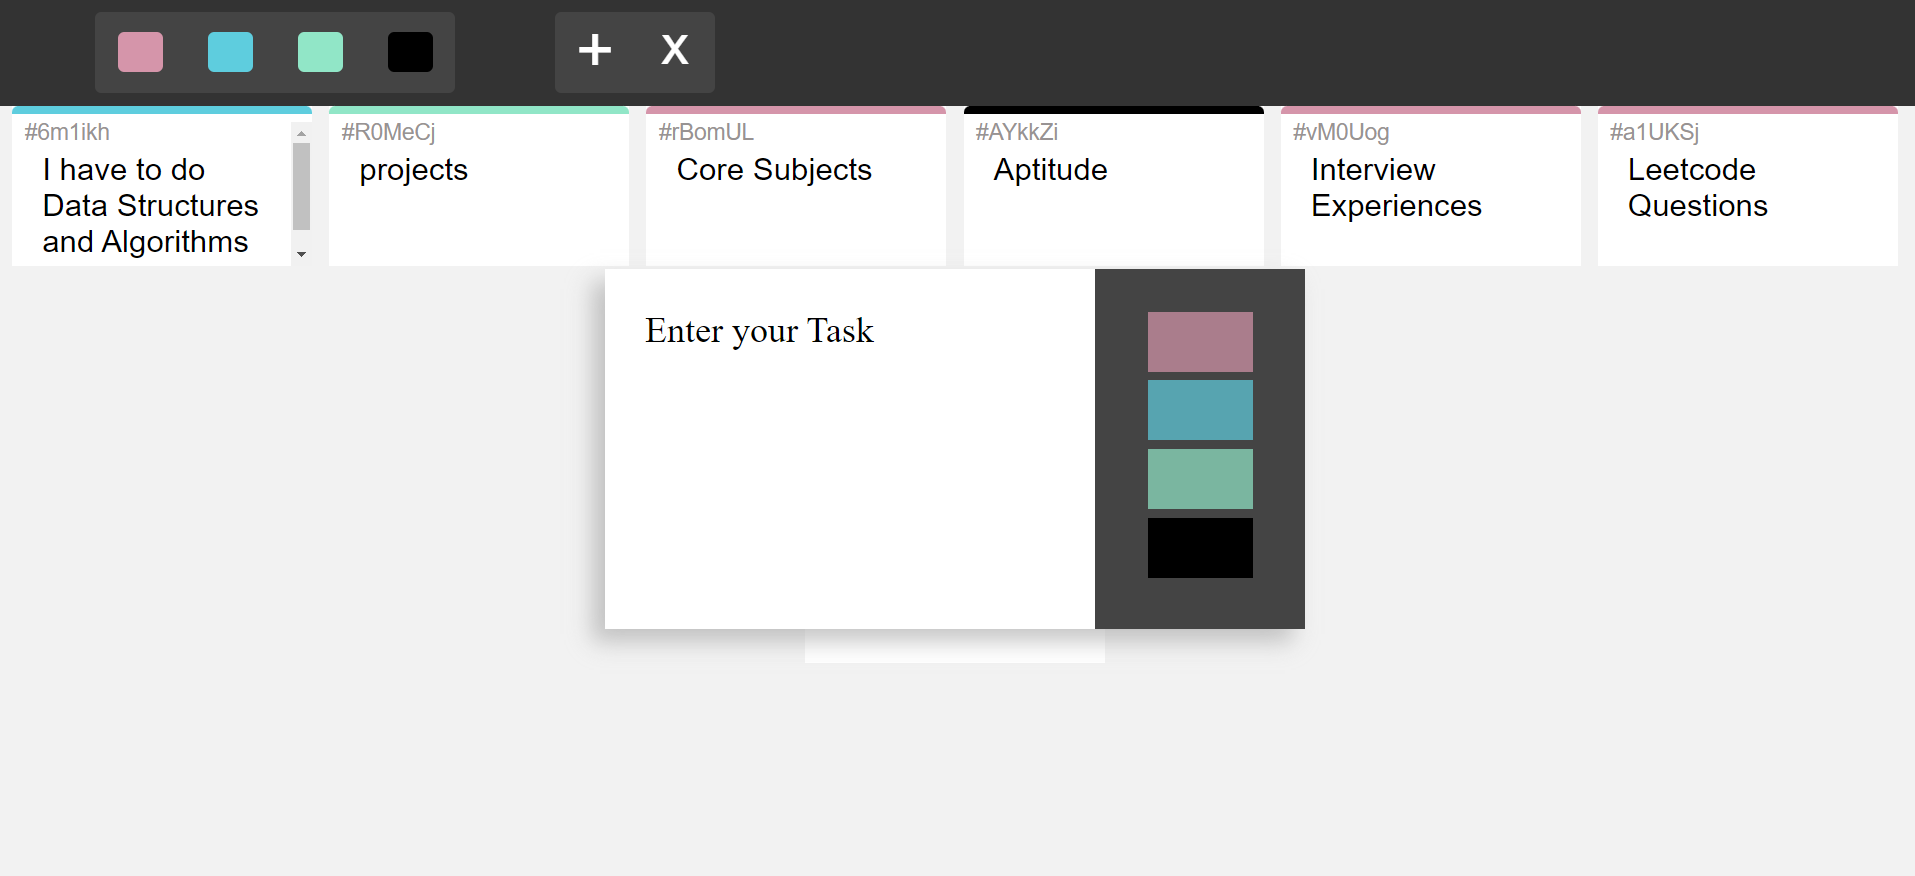 + X
#6m1ikh
I have to do
Data Structures
and Algorithms
#R0MeCj
projects
#rBomUL
Core Subjects
#AYkkZi
Aptitude
#vM0Uog
Interview
Experiences
#a1UKSj
Leetcode
Questions
Enter your Task